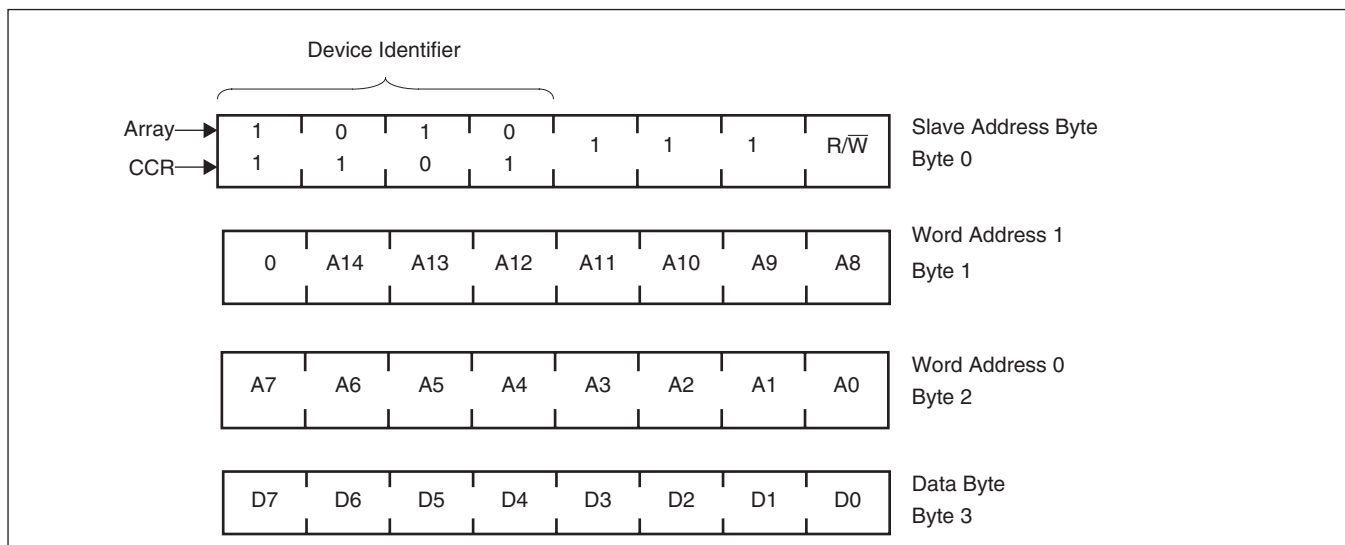 Device Identifier
Array 1 0 1 0 1 1 1 R/W̅ Slave Address Byte
CCR 1 1 0 1 Byte 0
Word Address 1
0 A14 A13 A12 A11 A10 A9 A8 Byte 1
Word Address 0
A7 A6 A5 A4 A3 A2 A1 A0 Byte 2
Data Byte
D7 D6 D5 D4 D3 D2 D1 D0 Byte 3